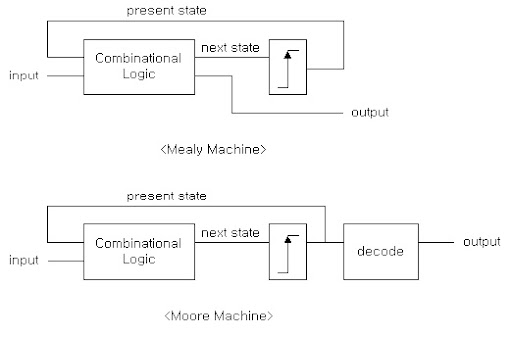 present state
next state
Combinational
Logic
input
output
<Mealy Machine>
present state
next state
Combinational
Logic
decode
output
input
<Moore Machine>